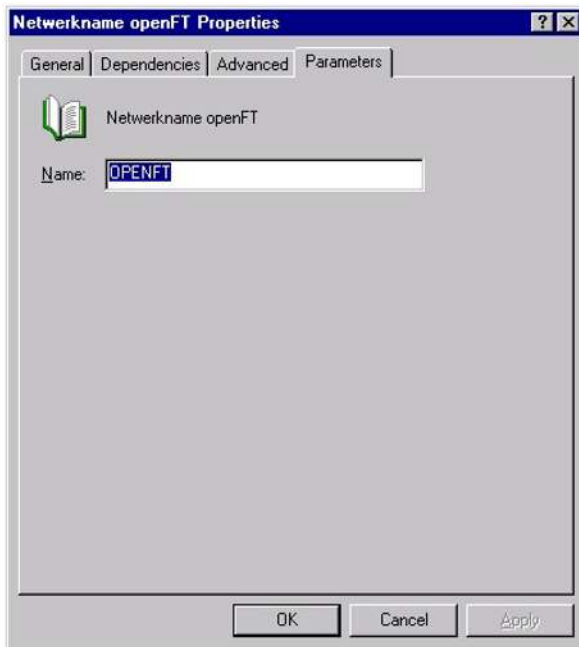 Netwerkname openFT Properties
General Dependencies Advanced Parameters
Netwerkname openFT
Name: OPENFT
OK Cancel Apply